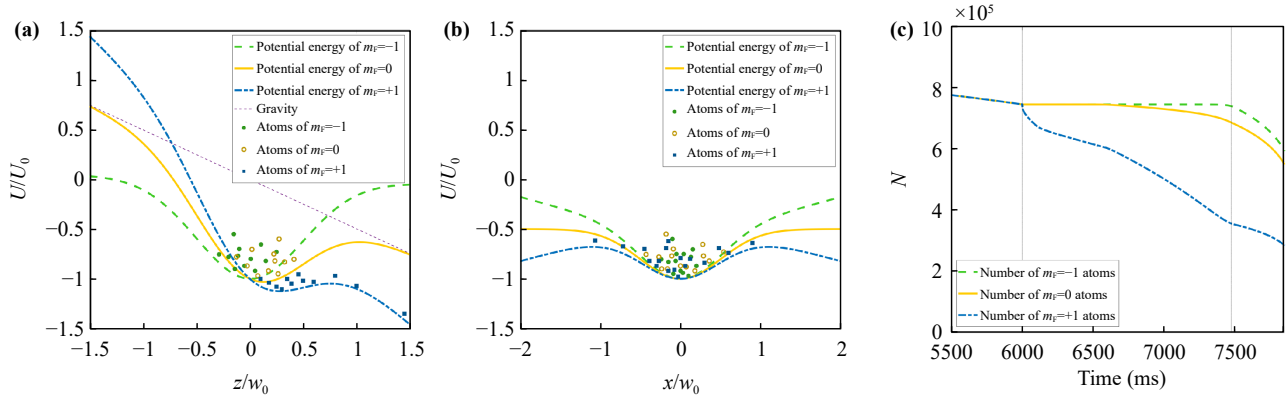 (a)
1.5
1.0
0.5
0
−0.5
−1.0
−1.5
U/U0
−1.5
−1
−0.5
0
0.5
1.0
1.5
z/w0
Potential energy of mF=−1
Potential energy of mF=0
Potential energy of mF=+1
Gravity
Atoms of mF=−1
Atoms of mF=0
Atoms of mF=+1
(b)
1.5
1.0
0.5
0
−0.5
−1.0
−1.5
U/U0
−2
−1
0
1
2
x/w0
Potential energy of mF=−1
Potential energy of mF=0
Potential energy of mF=+1
Atoms of mF=−1
Atoms of mF=0
Atoms of mF=+1
(c)
×10⁵
10
8
6
4
2
0
N
5500
6000
6500
7000
7500
Time (ms)
Number of mF=−1 atoms
Number of mF=0 atoms
Number of mF=+1 atoms